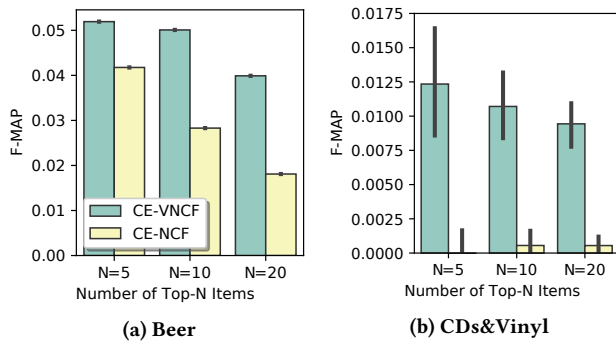 F-MAP
0.05
0.04
0.03
0.02
0.01
0.00
CE-VNCF
CE-NCF
N=5 N=10 N=20
Number of Top-N Items
(a) Beer
F-MAP
0.0175
0.0150
0.0125
0.0100
0.0075
0.0050
0.0025
0.0000
N=5 N=10 N=20
Number of Top-N Items
(b) CDs&Vinyl